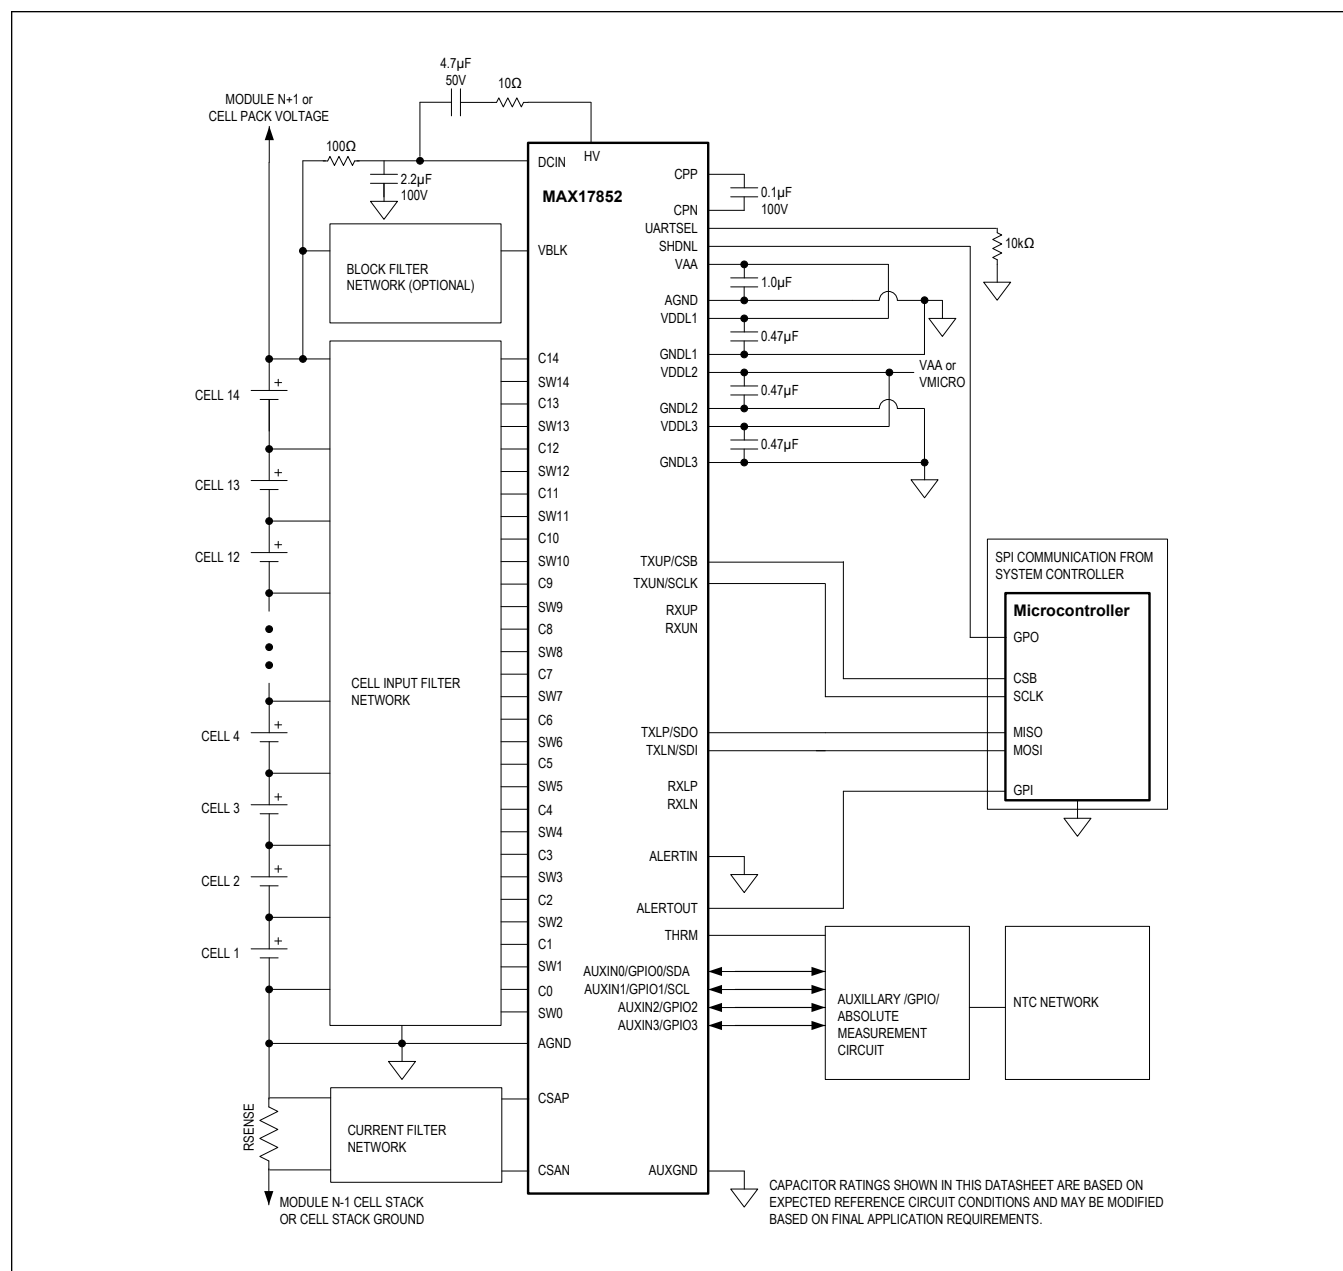 4.7µF
50V
10Ω
MODULE N+1 or
CELL PACK VOLTAGE
100Ω
2.2µF
100V
DCIN
HV
MAX17852
CPP
CPN
0.1µF
100V
UARTSEL
SHDNL
10kΩ
VBLK
BLOCK FILTER
NETWORK (OPTIONAL)
VAA
1.0µF
AGND
VDDL1
0.47µF
GNDL1
VDDL2
VAA or
VMICRO
0.47µF
GNDL2
VDDL3
0.47µF
GNDL3
CELL 14
+
CELL 13
+
CELL 12
+
CELL 4
+
CELL 3
+
CELL 2
+
CELL 1
+
CELL INPUT FILTER
NETWORK
C14
SW14
C13
SW13
C12
SW12
C11
SW11
C10
SW10
C9
SW9
C8
SW8
C7
SW7
C6
SW6
C5
SW5
C4
SW4
C3
SW3
C2
SW2
C1
SW1
C0
SW0
AGND
TXUP/CSB
TXUN/SCLK
RXUP
RXUN
TXLP/SDO
TXLN/SDI
RXLP
RXLN
ALERTIN
ALERTOUT
THRM
AUXIN0/GPIO0/SDA
AUXIN1/GPIO1/SCL
AUXIN2/GPIO2
AUXIN3/GPIO3
SPI COMMUNICATION FROM
SYSTEM CONTROLLER
Microcontroller
GPO
CSB
SCLK
MISO
MOSI
GPI
AUXILLARY /GPIO/
ABSOLUTE
MEASUREMENT
CIRCUIT
NTC NETWORK
RSENSE
CURRENT FILTER
NETWORK
CSAP
CSAN
AUXGND
MODULE N-1 CELL STACK
OR CELL STACK GROUND
CAPACITOR RATINGS SHOWN IN THIS DATASHEET ARE BASED ON
EXPECTED REFERENCE CIRCUIT CONDITIONS AND MAY BE MODIFIED
BASED ON FINAL APPLICATION REQUIREMENTS.